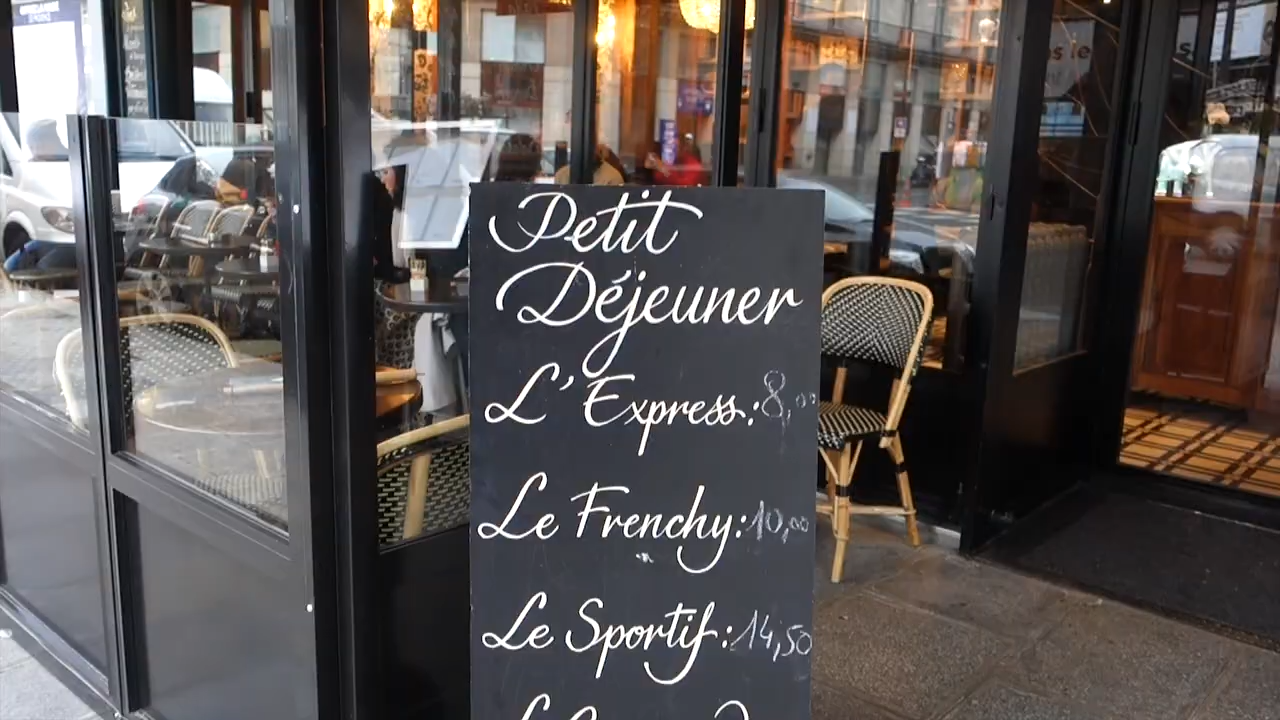 Petit
Déjeuner
L'Express: 8,00
Le Frenchy: 10,00
Le Sportif: 14,50